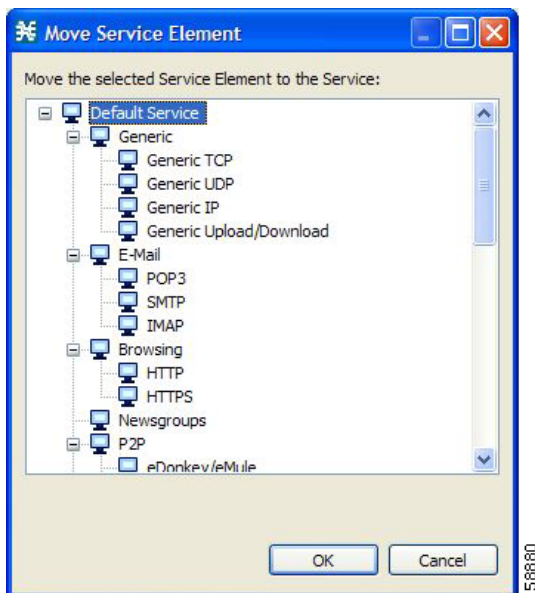 Move Service Element
Move the selected Service Element to the Service:
Default Service
Generic
Generic TCP
Generic UDP
Generic IP
Generic Upload/Download
E-Mail
POP3
SMTP
IMAP
Browsing
HTTP
HTTPS
Newsgroups
P2P
eDonkey/eMule
OK
Cancel
58880